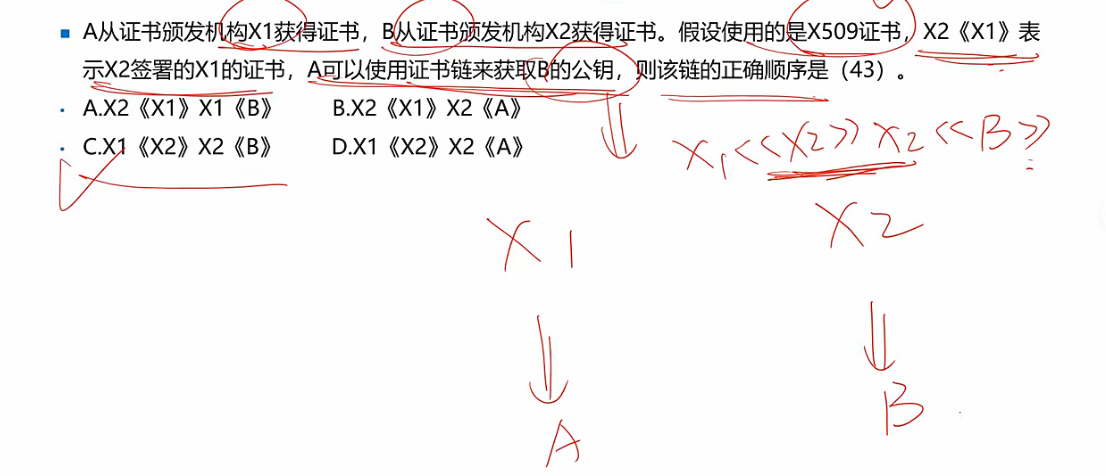 A从证书颁发机构X1获得证书，B从证书颁发机构X2获得证书。假设使用的是X509证书，X2《X1》表
示X2签署的X1的证书，A可以使用证书链来获取B的公钥，则该链的正确顺序是（43）。
A.X2《X1》X1《B》 B.X2《X1》X2《A》
C.X1《X2》X2《B》 D.X1《X2》X2《A》
X1<<X2>> X2<<B>>
X1 X2
A B